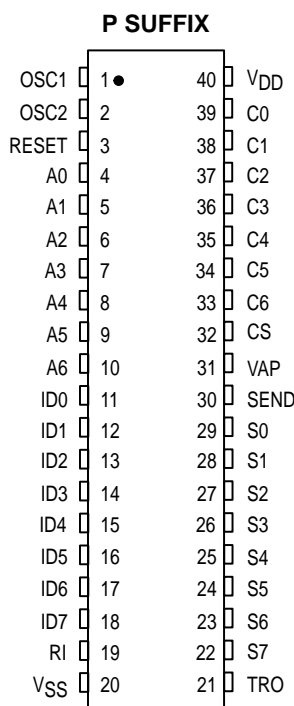 P SUFFIX
OSC1 1 40 VDD
OSC2 2 39 C0
RESET 3 38 C1
A0 4 37 C2
A1 5 36 C3
A2 6 35 C4
A3 7 34 C5
A4 8 33 C6
A5 9 32 CS
A6 10 31 VAP
ID0 11 30 SEND
ID1 12 29 S0
ID2 13 28 S1
ID3 14 27 S2
ID4 15 26 S3
ID5 16 25 S4
ID6 17 24 S5
ID7 18 23 S6
RI 19 22 S7
VSS 20 21 TRO